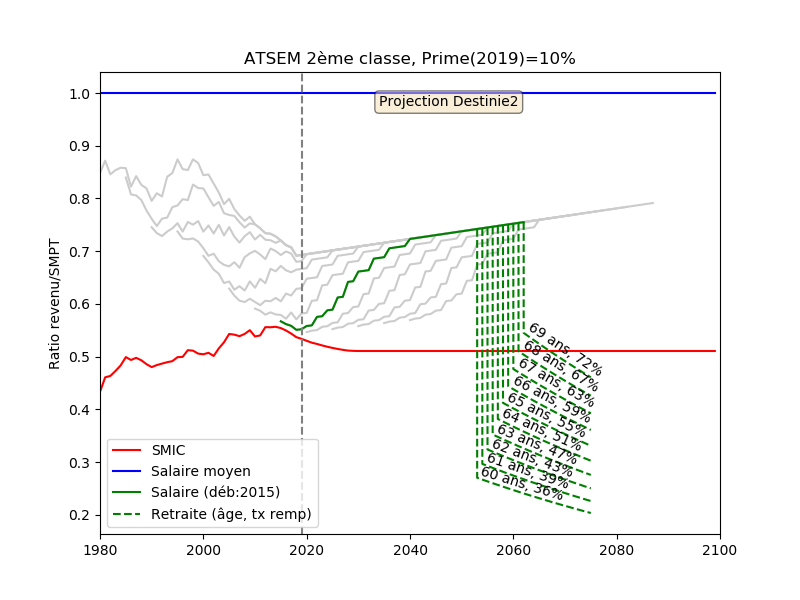 ATSEM 2ème classe, Prime(2019)=10%
Projection Destinie2
Ratio revenu/SMPT
1.0
0.9
0.8
0.7
0.6
0.5
0.4
0.3
0.2
69 ans, 72%
68 ans, 67%
67 ans, 63%
66 ans, 59%
65 ans, 55%
64 ans, 51%
63 ans, 47%
62 ans, 43%
61 ans, 39%
60 ans, 36%
SMIC
Salaire moyen
Salaire (déb:2015)
Retraite (âge, tx remp)
1980 2000 2020 2040 2060 2080 2100